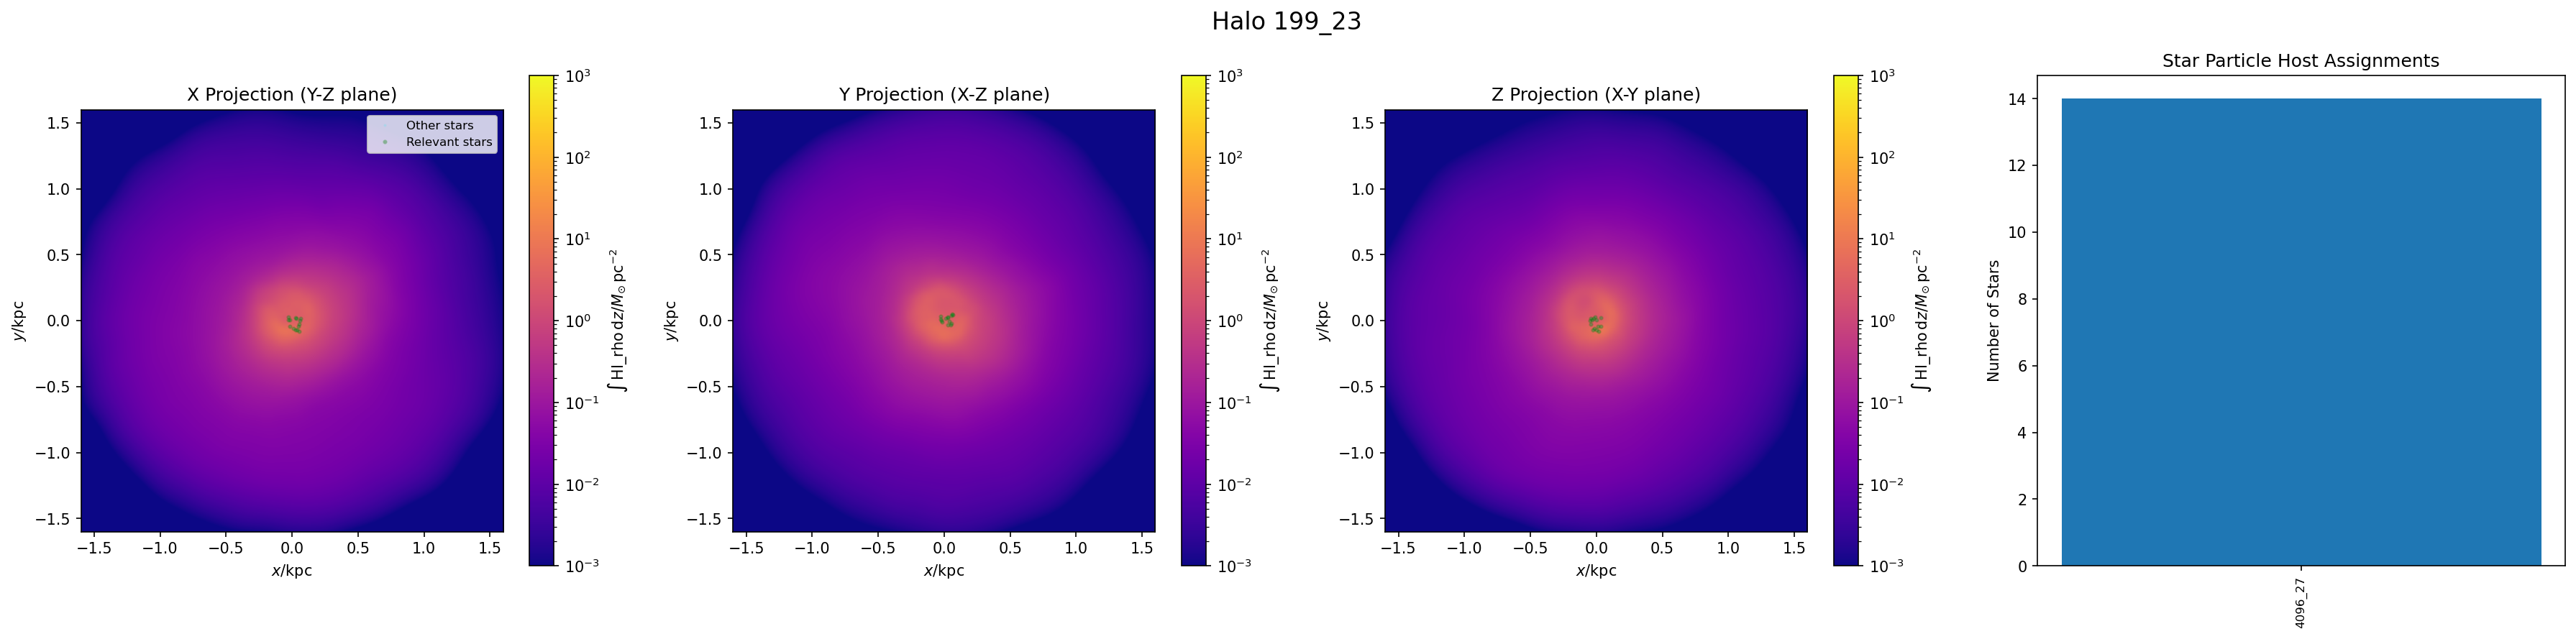 Halo 199_23
X Projection (Y-Z plane)
Other stars
Relevant stars
1.5
1.0
0.5
0.0
−0.5
−1.0
−1.5
y/kpc
−1.5 −1.0 −0.5 0.0 0.5 1.0 1.5
x/kpc
10³
10²
10¹
10⁰
10⁻¹
10⁻²
10⁻³
∫ HI_rho dz/M⊙ pc⁻²
Y Projection (X-Z plane)
1.5
1.0
0.5
0.0
−0.5
−1.0
−1.5
y/kpc
−1.5 −1.0 −0.5 0.0 0.5 1.0 1.5
x/kpc
10³
10²
10¹
10⁰
10⁻¹
10⁻²
10⁻³
∫ HI_rho dz/M⊙ pc⁻²
Z Projection (X-Y plane)
1.5
1.0
0.5
0.0
−0.5
−1.0
−1.5
y/kpc
−1.5 −1.0 −0.5 0.0 0.5 1.0 1.5
x/kpc
10³
10²
10¹
10⁰
10⁻¹
10⁻²
10⁻³
∫ HI_rho dz/M⊙ pc⁻²
Star Particle Host Assignments
14
12
10
8
6
4
2
0
Number of Stars
4096_27